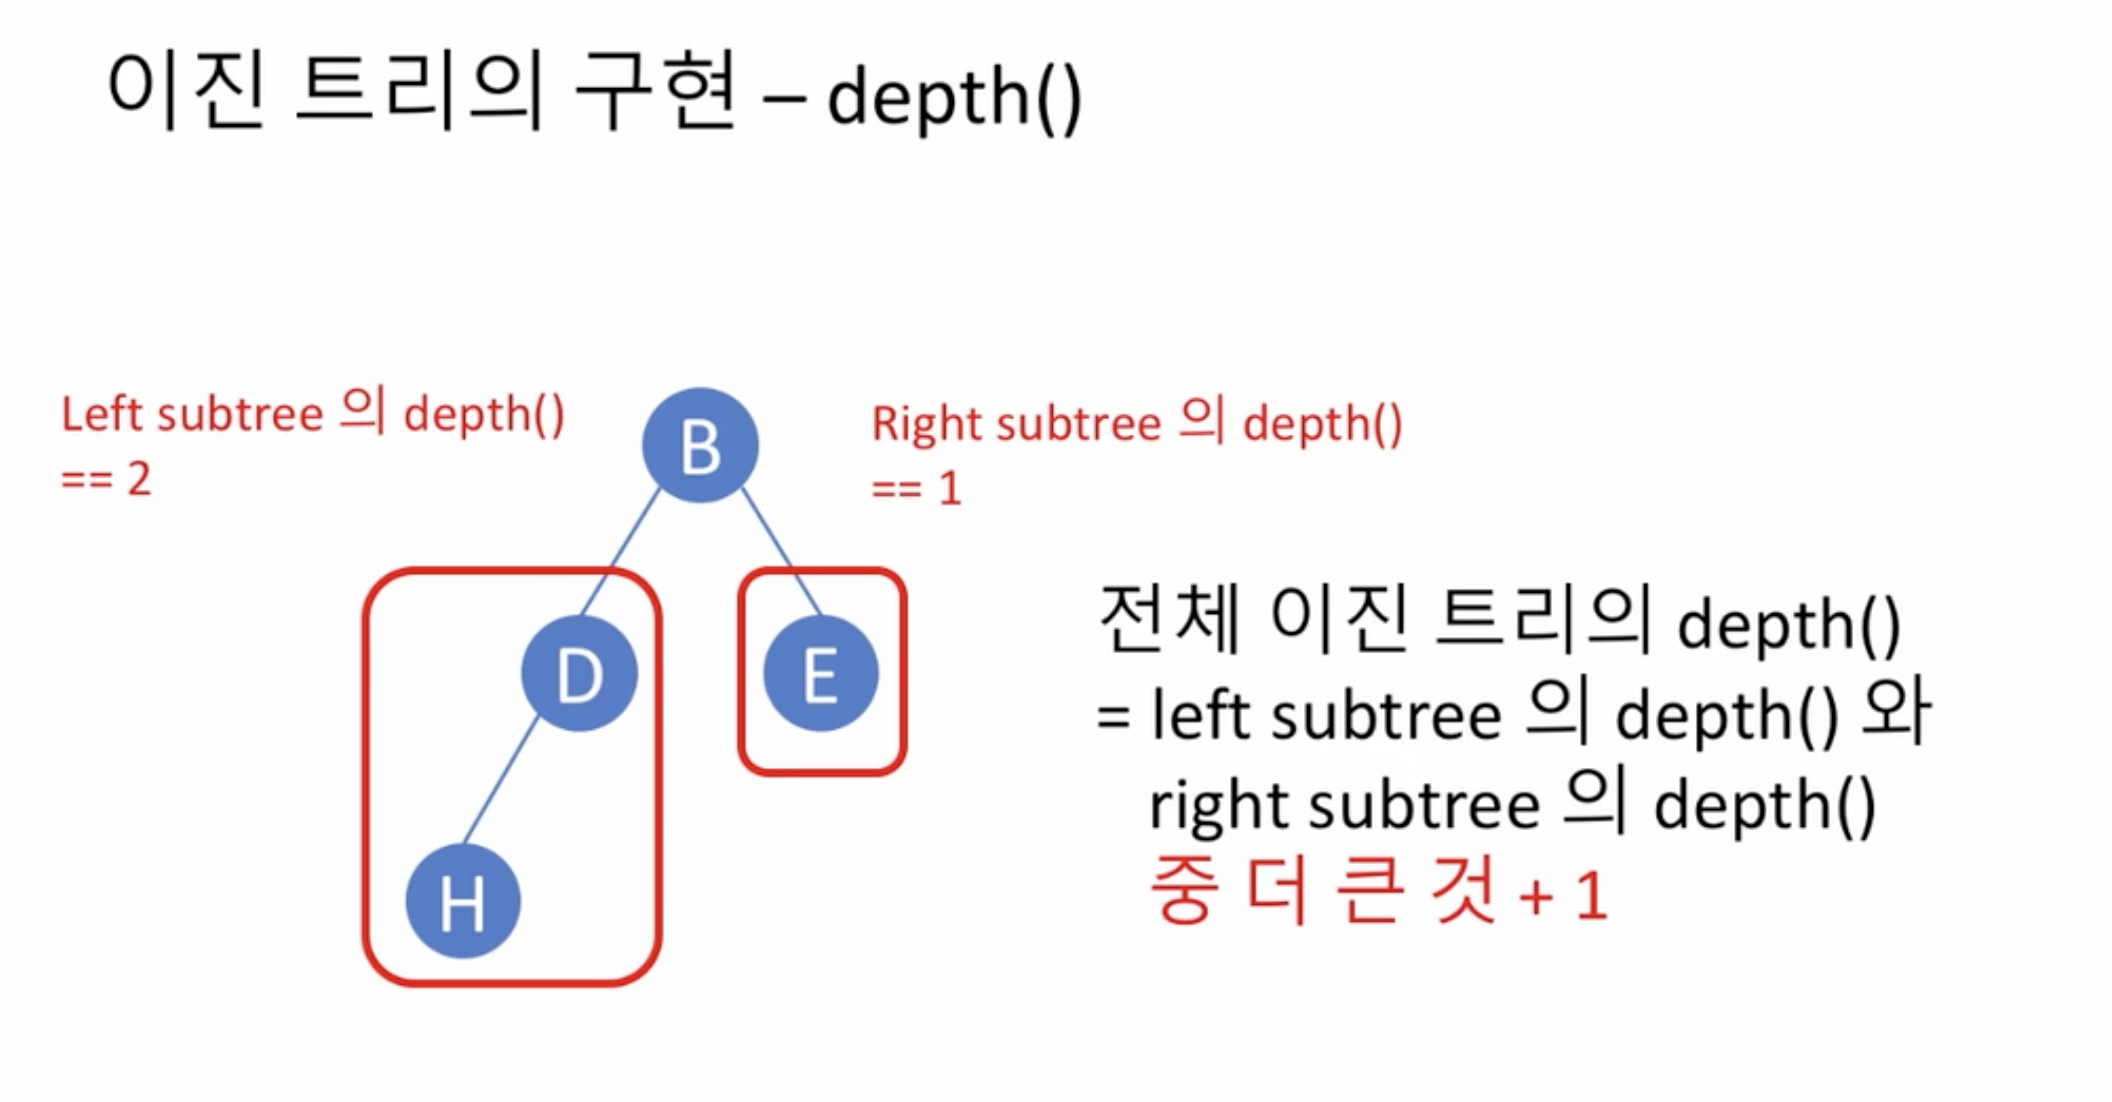 이진 트리의 구현 – depth()
Left subtree 의 depth()
== 2
B
Right subtree 의 depth()
== 1
D
E
H
전체 이진 트리의 depth()
= left subtree 의 depth() 와
right subtree 의 depth()
중 더 큰 것 + 1